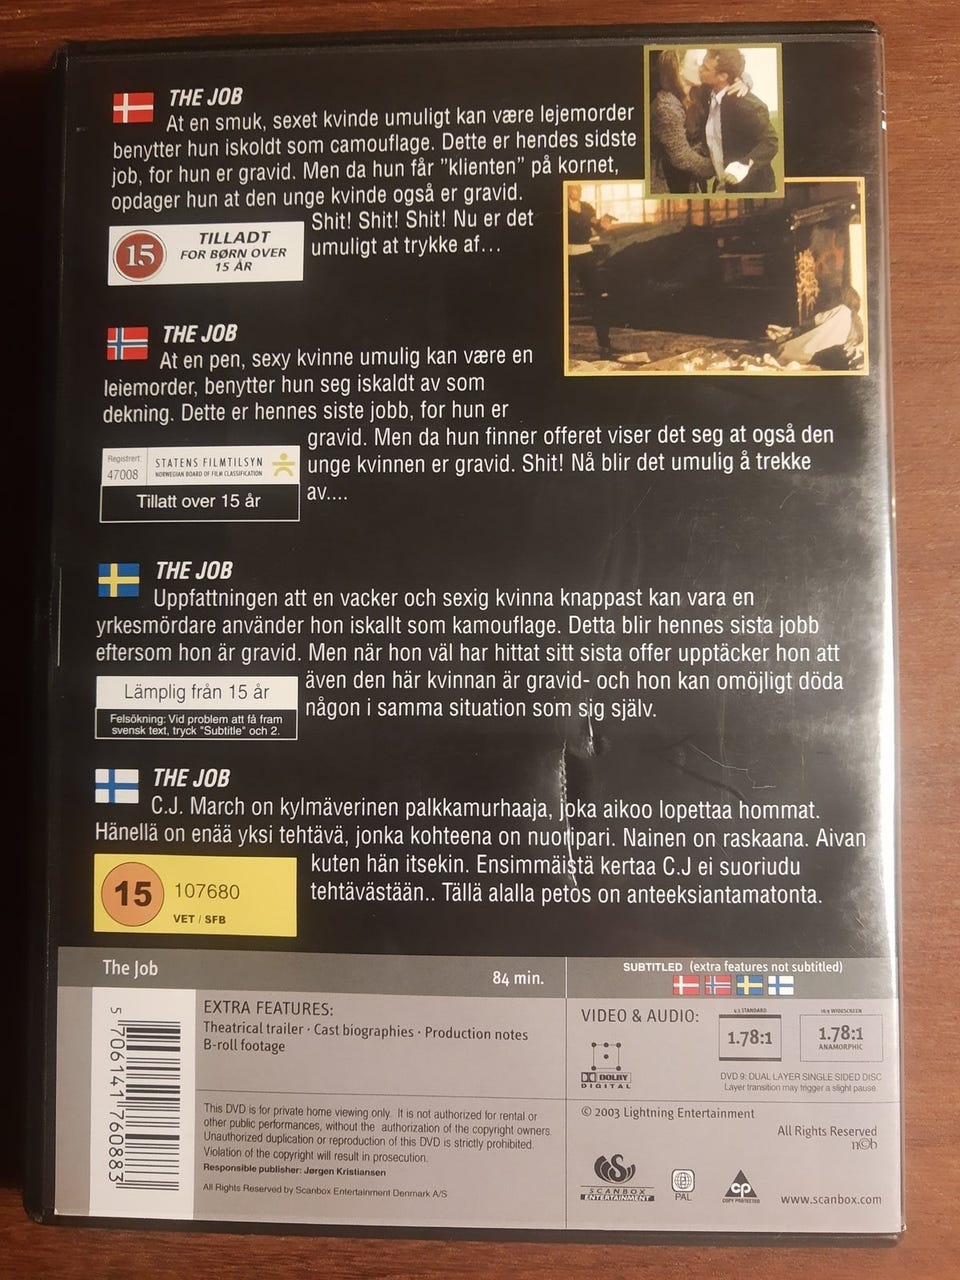 THE JOB
At en smuk, sexet kvinde umuligt kan være lejemorder
benytter hun iskoldt som camouflage. Dette er hendes sidste
job, for hun er gravid. Men da hun får "klienten" på kornet,
opdager hun at den unge kvinde også er gravid.
Shit! Shit! Shit! Nu er det
umuligt at trykke af...
15
TILLADT
FOR BØRN OVER
15 ÅR
THE JOB
At en pen, sexy kvinne umulig kan være en
leiemorder, benytter hun seg iskaldt av som
dekning. Dette er hennes siste jobb, for hun er
gravid. Men da hun finner offeret viser det seg at også den
unge kvinnen er gravid. Shit! Nå blir det umulig å trekke
av....
Registrert
47008
STATENS FILMTILSYN
NORWEGIAN BOARD OF FILM CLASSIFICATION
Tillatt over 15 år
THE JOB
Uppfattningen att en vacker och sexig kvinna knappast kan vara en
yrkesmördare använder hon iskallt som kamouflage. Detta blir hennes sista jobb
eftersom hon är gravid. Men när hon väl har hittat sitt sista offer upptäcker hon att
även den här kvinnan är gravid- och hon kan omöjligt döda
någon i samma situation som sig själv.
Lämplig från 15 år
Felsökning: Vid problem att få fram
svensk text, tryck "Subtitle" och 2.
THE JOB
C.J. March on kylmäverinen palkkamurhaaja, joka aikoo lopettaa hommat.
Hänellä on enää yksi tehtävä, jonka kohteena on nuoripari. Nainen on raskaana. Aivan
kuten hän itsekin. Ensimmäistä kertaa C.J ei suoriudu
tehtävästään.. Tällä alalla petos on anteeksiantamatonta.
15
107680
VET / SFB
The Job
84 min.
SUBTITLED (extra features not subtitled)
EXTRA FEATURES:
Theatrical trailer · Cast biographies · Production notes
B-roll footage
VIDEO & AUDIO:
4:3 STANDARD
1.78:1
16:9 WIDESCREEN
1.78:1
ANAMORPHIC
DOLBY
DIGITAL
DVD 9: DUAL LAYER SINGLE SIDED DISC
Layer transition may trigger a slight pause.
5 706141 760883
This DVD is for private home viewing only. It is not authorized for rental or
other public performances, without the authorization of the copyright owners.
Unauthorized duplication or reproduction of this DVD is strictly prohibited.
Violation of the copyright will result in prosecution.
Responsible publisher: Jørgen Kristiansen
All Rights Reserved by Scanbox Entertainment Denmark A/S
© 2003 Lightning Entertainment
All Rights Reserved
n©b
SCANBOX
ENTERTAINMENT
PAL
CP
COPY PROTECTED
www.scanbox.com